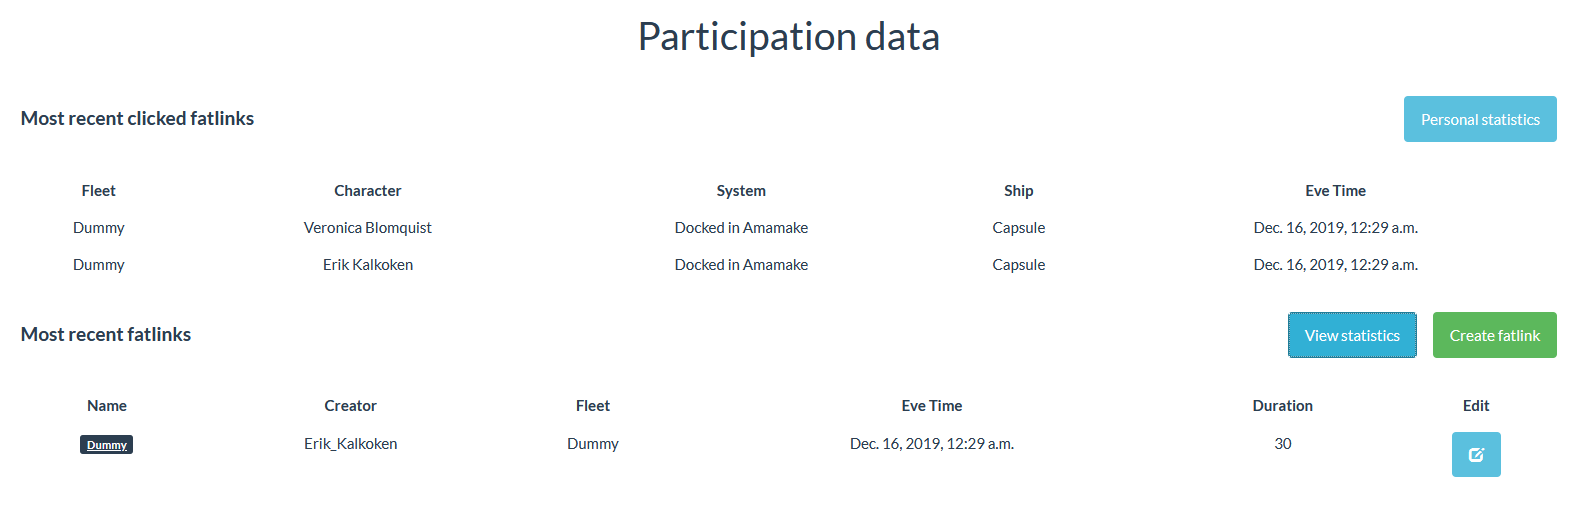 Participation data
Most recent clicked fatlinks
Personal statistics
Fleet Character System Ship Eve Time
Dummy Veronica Blomquist Docked in Amamake Capsule Dec. 16, 2019, 12:29 a.m.
Dummy Erik Kalkoken Docked in Amamake Capsule Dec. 16, 2019, 12:29 a.m.
Most recent fatlinks
View statistics Create fatlink
Name Creator Fleet Eve Time Duration Edit
Dummy Erik_Kalkoken Dummy Dec. 16, 2019, 12:29 a.m. 30